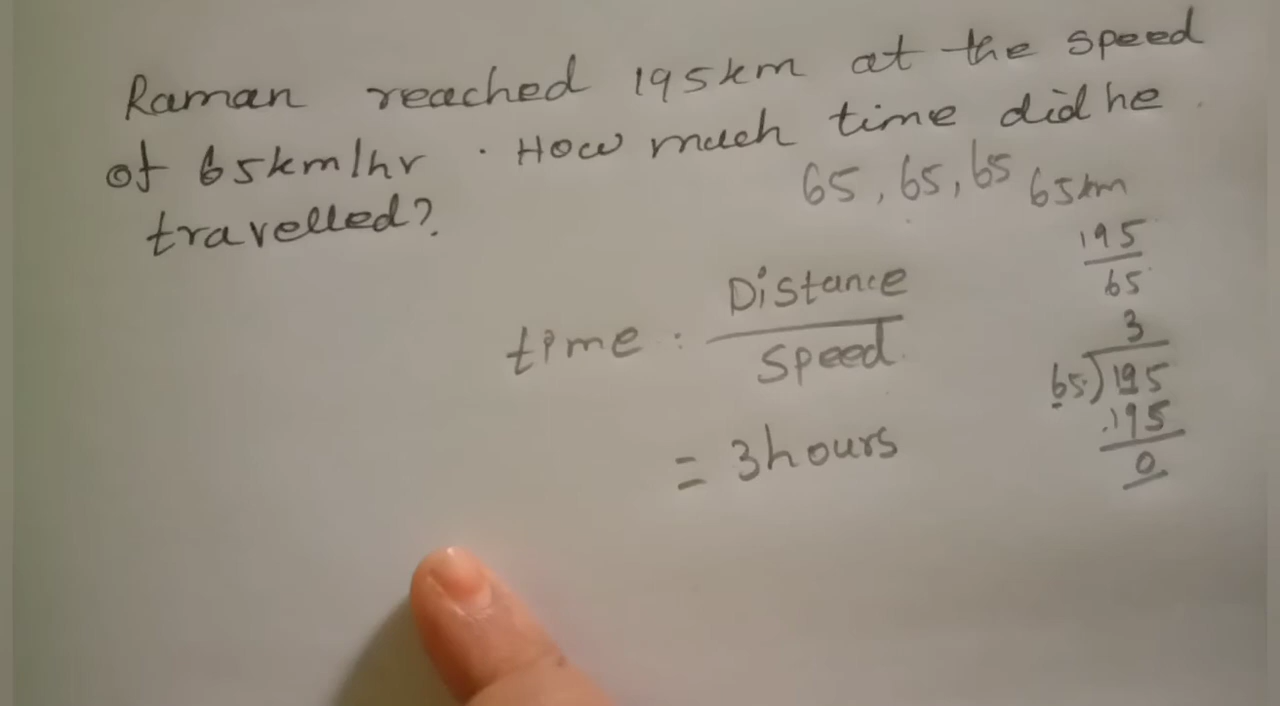 Raman reached 195km at the speed
of 65km/hr . How much time did he
travelled?
65, 65, 65 65km
195
65
time : Distance
Speed.
3
65)195
195
0
= 3hours